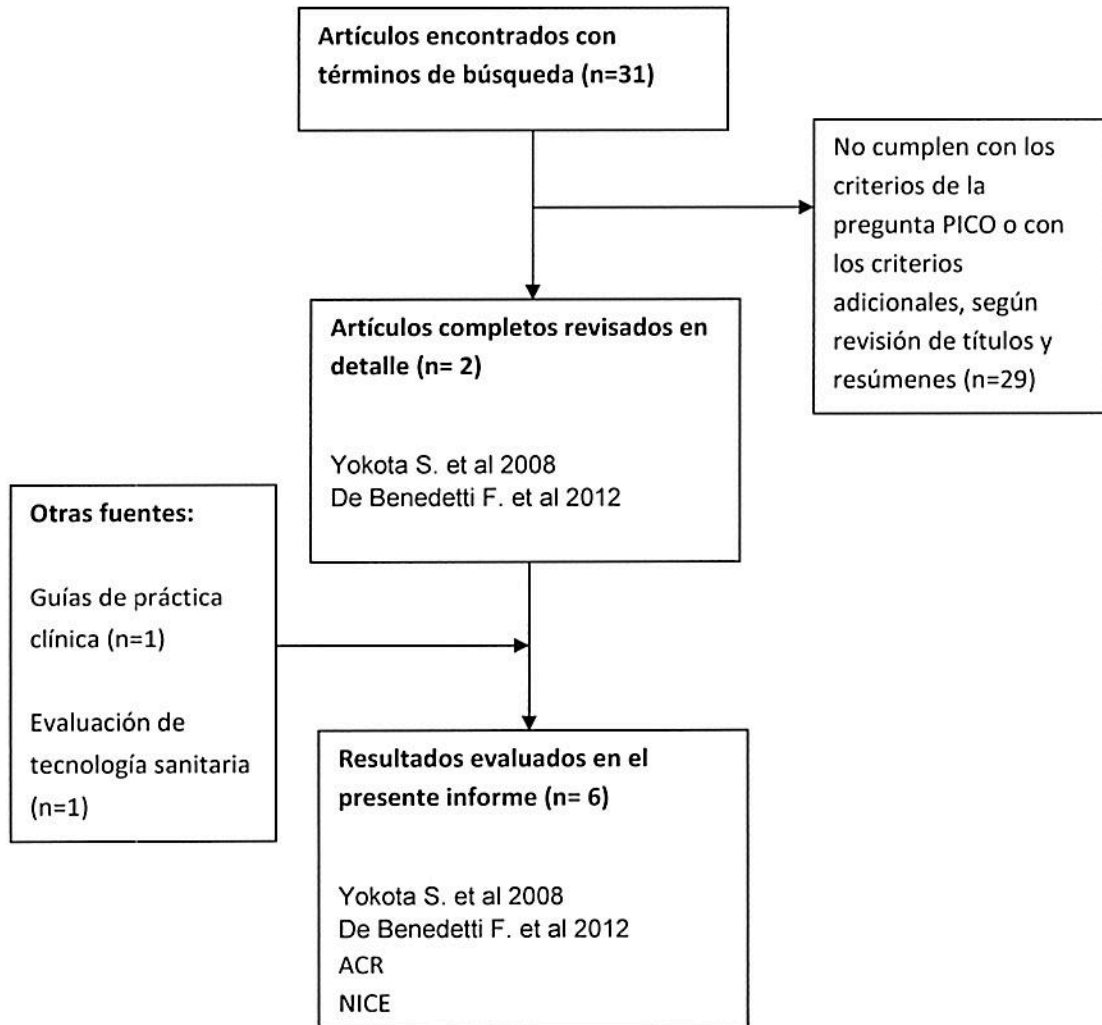 Artículos encontrados con
términos de búsqueda (n=31)
No cumplen con los
criterios de la
pregunta PICO o con
los criterios
adicionales, según
revisión de títulos y
resúmenes (n=29)
Artículos completos revisados en
detalle (n= 2)
Yokota S. et al 2008
De Benedetti F. et al 2012
Otras fuentes:
Guías de práctica
clínica (n=1)
Evaluación de
tecnología sanitaria
(n=1)
Resultados evaluados en el
presente informe (n= 6)
Yokota S. et al 2008
De Benedetti F. et al 2012
ACR
NICE